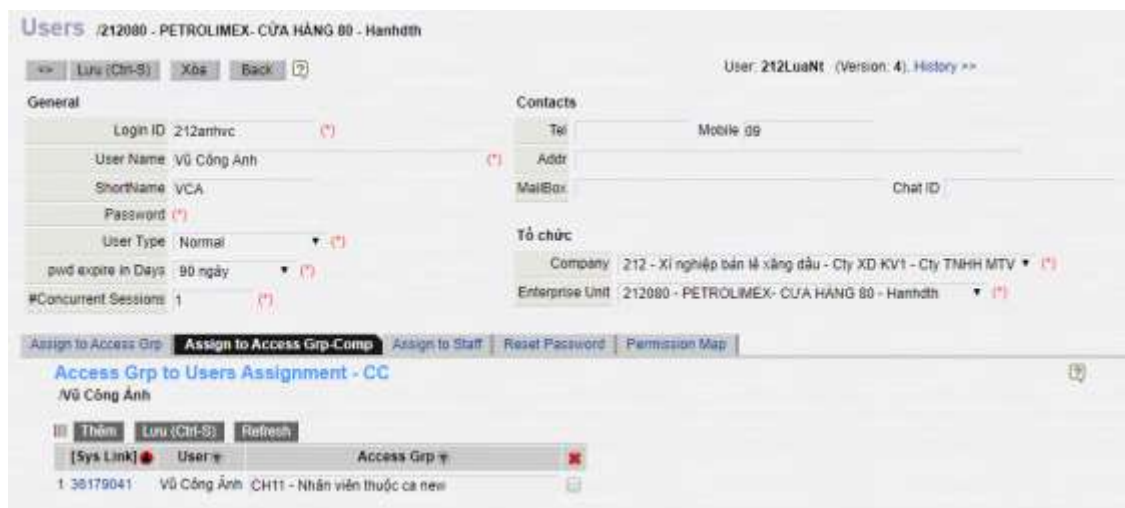 Users /212080 - PETROLIMEX- CỬA HÀNG 80 - Hanhdth
<> Lưu (Ctrl-S) Xóa Back ? User: 212LuaNt (Version: 4). History >>
General Contacts
Login ID 212anhvc (*) Tel Mobile 09
User Name Vũ Công Ảnh (*) Addr
ShortName VCA MailBox Chat ID
Password (*)
User Type Normal (*) Tổ chức
pwd expire in Days 90 ngày (*) Company 212 - Xí nghiệp bán lẻ xăng dầu - Cty XD KV1 - Cty TNHH MTV (*)
#Concurrent Sessions 1 (*) Enterprise Unit 212080 - PETROLIMEX- CỬA HÀNG 80 - Hanhdth (*)
Assign to Access Grp Assign to Access Grp-Comp Assign to Staff Reset Password Permission Map
Access Grp to Users Assignment - CC ?
/Vũ Công Ảnh
Thêm Lưu (Ctrl-S) Refresh
[Sys Link] User Access Grp
1 36179041 Vũ Công Ảnh CH11 - Nhân viên thuộc ca new